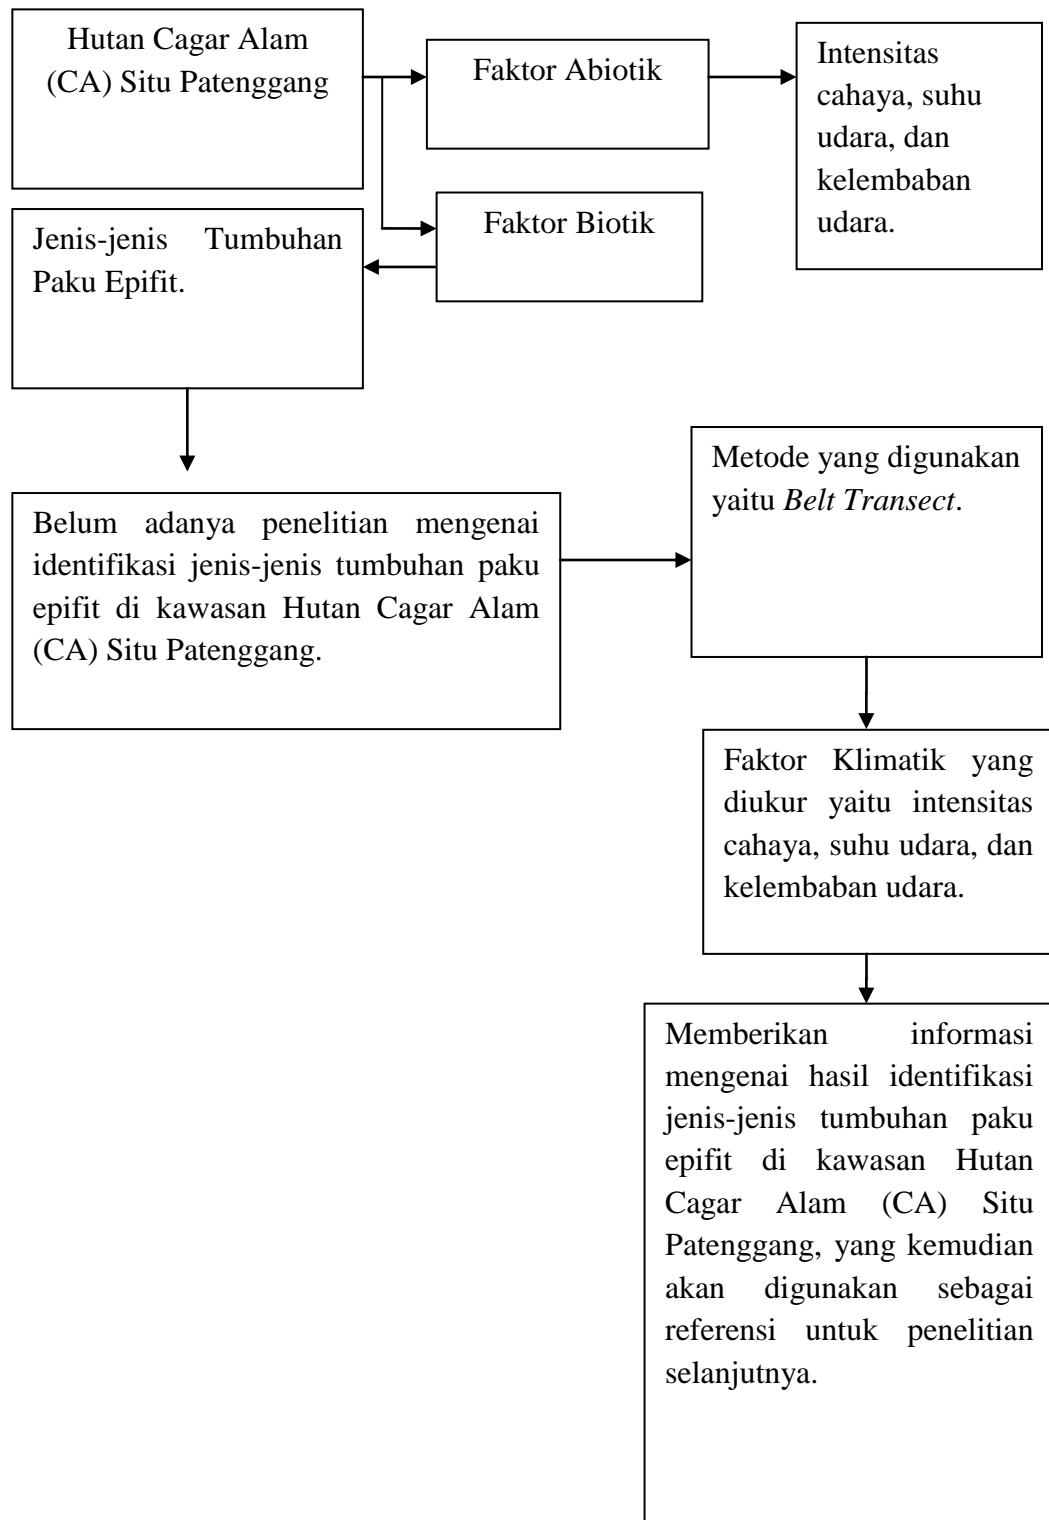 Hutan Cagar Alam
(CA) Situ Patenggang
Faktor Abiotik
Intensitas
cahaya, suhu
udara, dan
kelembaban
udara.
Faktor Biotik
Jenis-jenis Tumbuhan
Paku Epifit.
Belum adanya penelitian mengenai
identifikasi jenis-jenis tumbuhan paku
epifit di kawasan Hutan Cagar Alam
(CA) Situ Patenggang.
Metode yang digunakan
yaitu Belt Transect.
Faktor Klimatik yang
diukur yaitu intensitas
cahaya, suhu udara, dan
kelembaban udara.
Memberikan informasi
mengenai hasil identifikasi
jenis-jenis tumbuhan paku
epifit di kawasan Hutan
Cagar Alam (CA) Situ
Patenggang, yang kemudian
akan digunakan sebagai
referensi untuk penelitian
selanjutnya.